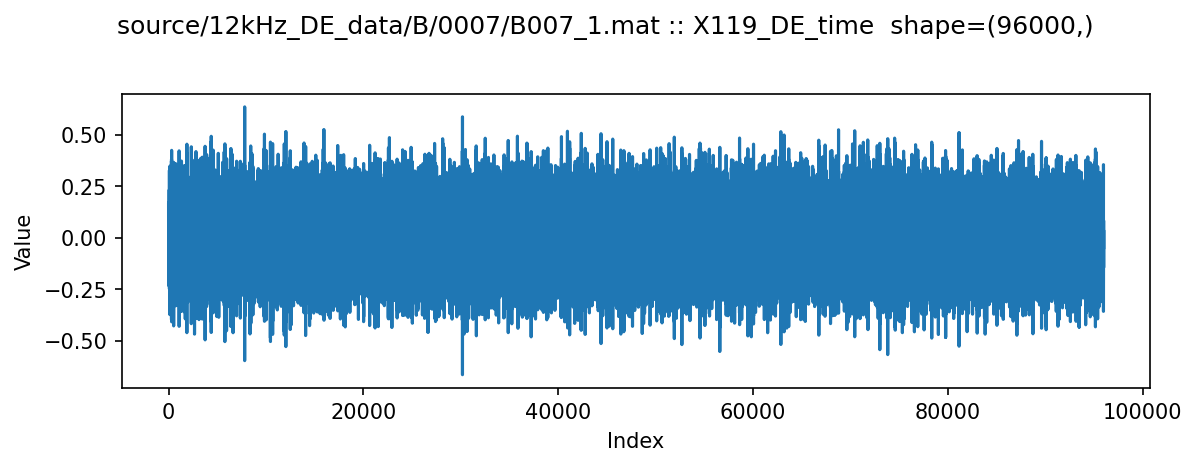 source/12kHz_DE_data/B/0007/B007_1.mat :: X119_DE_time  shape=(96000,)
0.50
0.25
0.00
−0.25
−0.50
Value
0 20000 40000 60000 80000 100000
Index